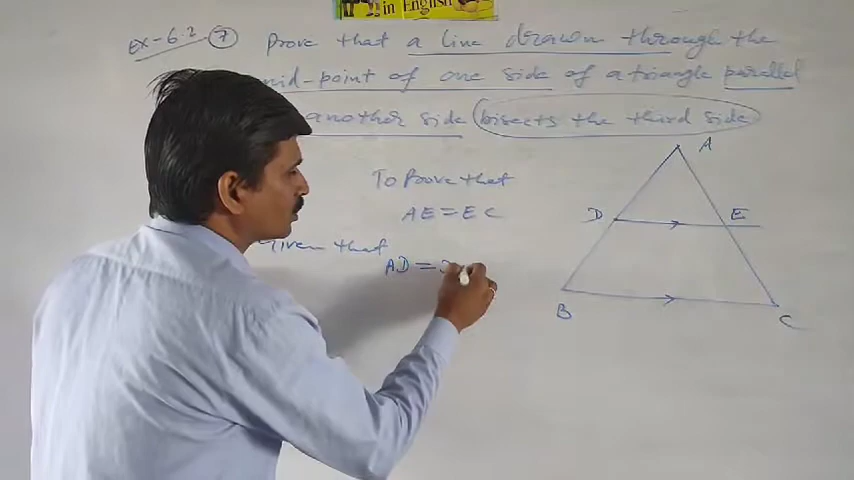 in English
Ex-6.2 7 Prove that a line drawn through the
mid-point of one side of a triangle parallel
another side bisects the third side
To Prove that
AE = EC
Given that
AD =
A
D
E
B
C